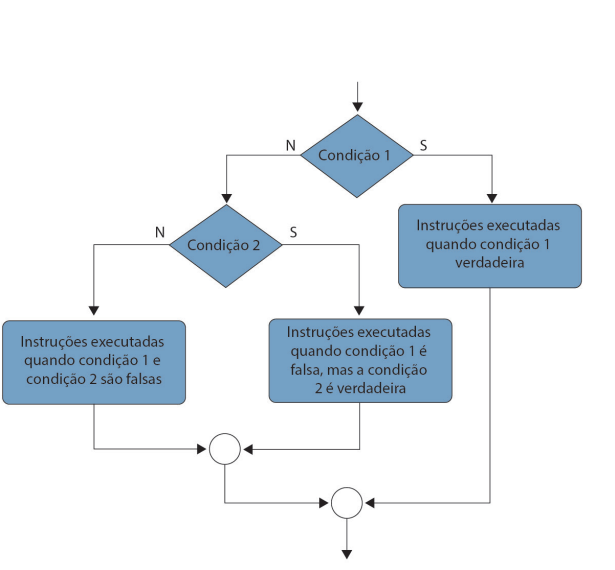 N
Condição 1
S
Instruções executadas
quando condição 1
verdadeira
N
Condição 2
S
Instruções executadas
quando condição 1 e
condição 2 são falsas
Instruções executadas
quando condição 1 é
falsa, mas a condição
2 é verdadeira